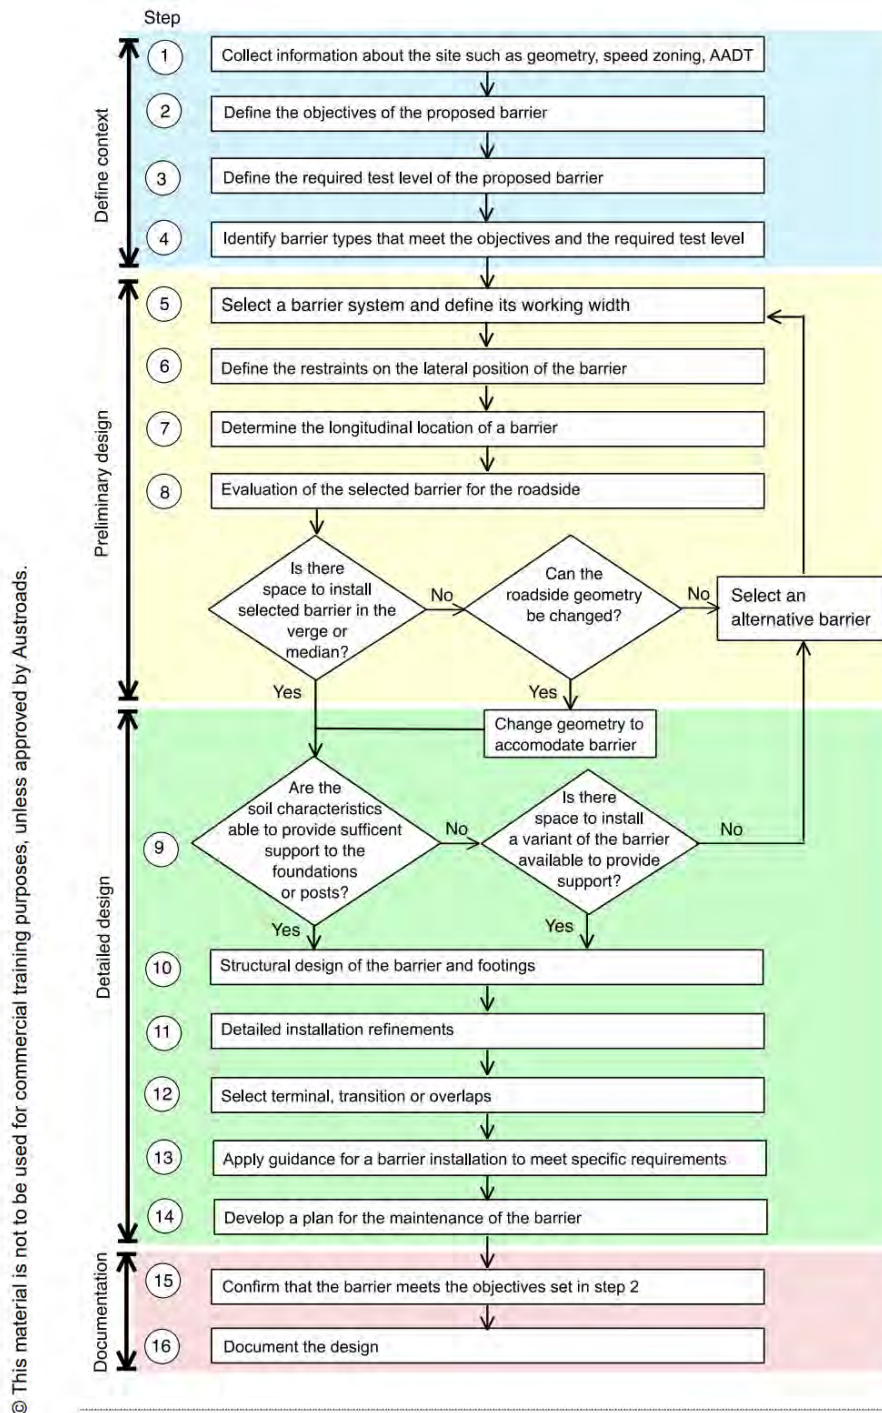 Step
1
Collect information about the site such as geometry, speed zoning, AADT
2
Define the objectives of the proposed barrier
3
Define the required test level of the proposed barrier
4
Identify barrier types that meet the objectives and the required test level
Define context
5
Select a barrier system and define its working width
6
Define the restraints on the lateral position of the barrier
7
Determine the longitudinal location of a barrier
8
Evaluation of the selected barrier for the roadside
Preliminary design
Is there
space to install
selected barrier in the
verge or
median?
No
Can the
roadside geometry
be changed?
No
Select an
alternative barrier
Yes
Yes
Change geometry to
accomodate barrier
9
Are the
soil characteristics
able to provide sufficent
support to the
foundations
or posts?
No
Is there
space to install
a variant of the barrier
available to provide
support?
No
Yes
Yes
Detailed design
10
Structural design of the barrier and footings
11
Detailed installation refinements
12
Select terminal, transition or overlaps
13
Apply guidance for a barrier installation to meet specific requirements
14
Develop a plan for the maintenance of the barrier
Documentation
15
Confirm that the barrier meets the objectives set in step 2
16
Document the design
© This material is not to be used for commercial training purposes, unless approved by Austroads.